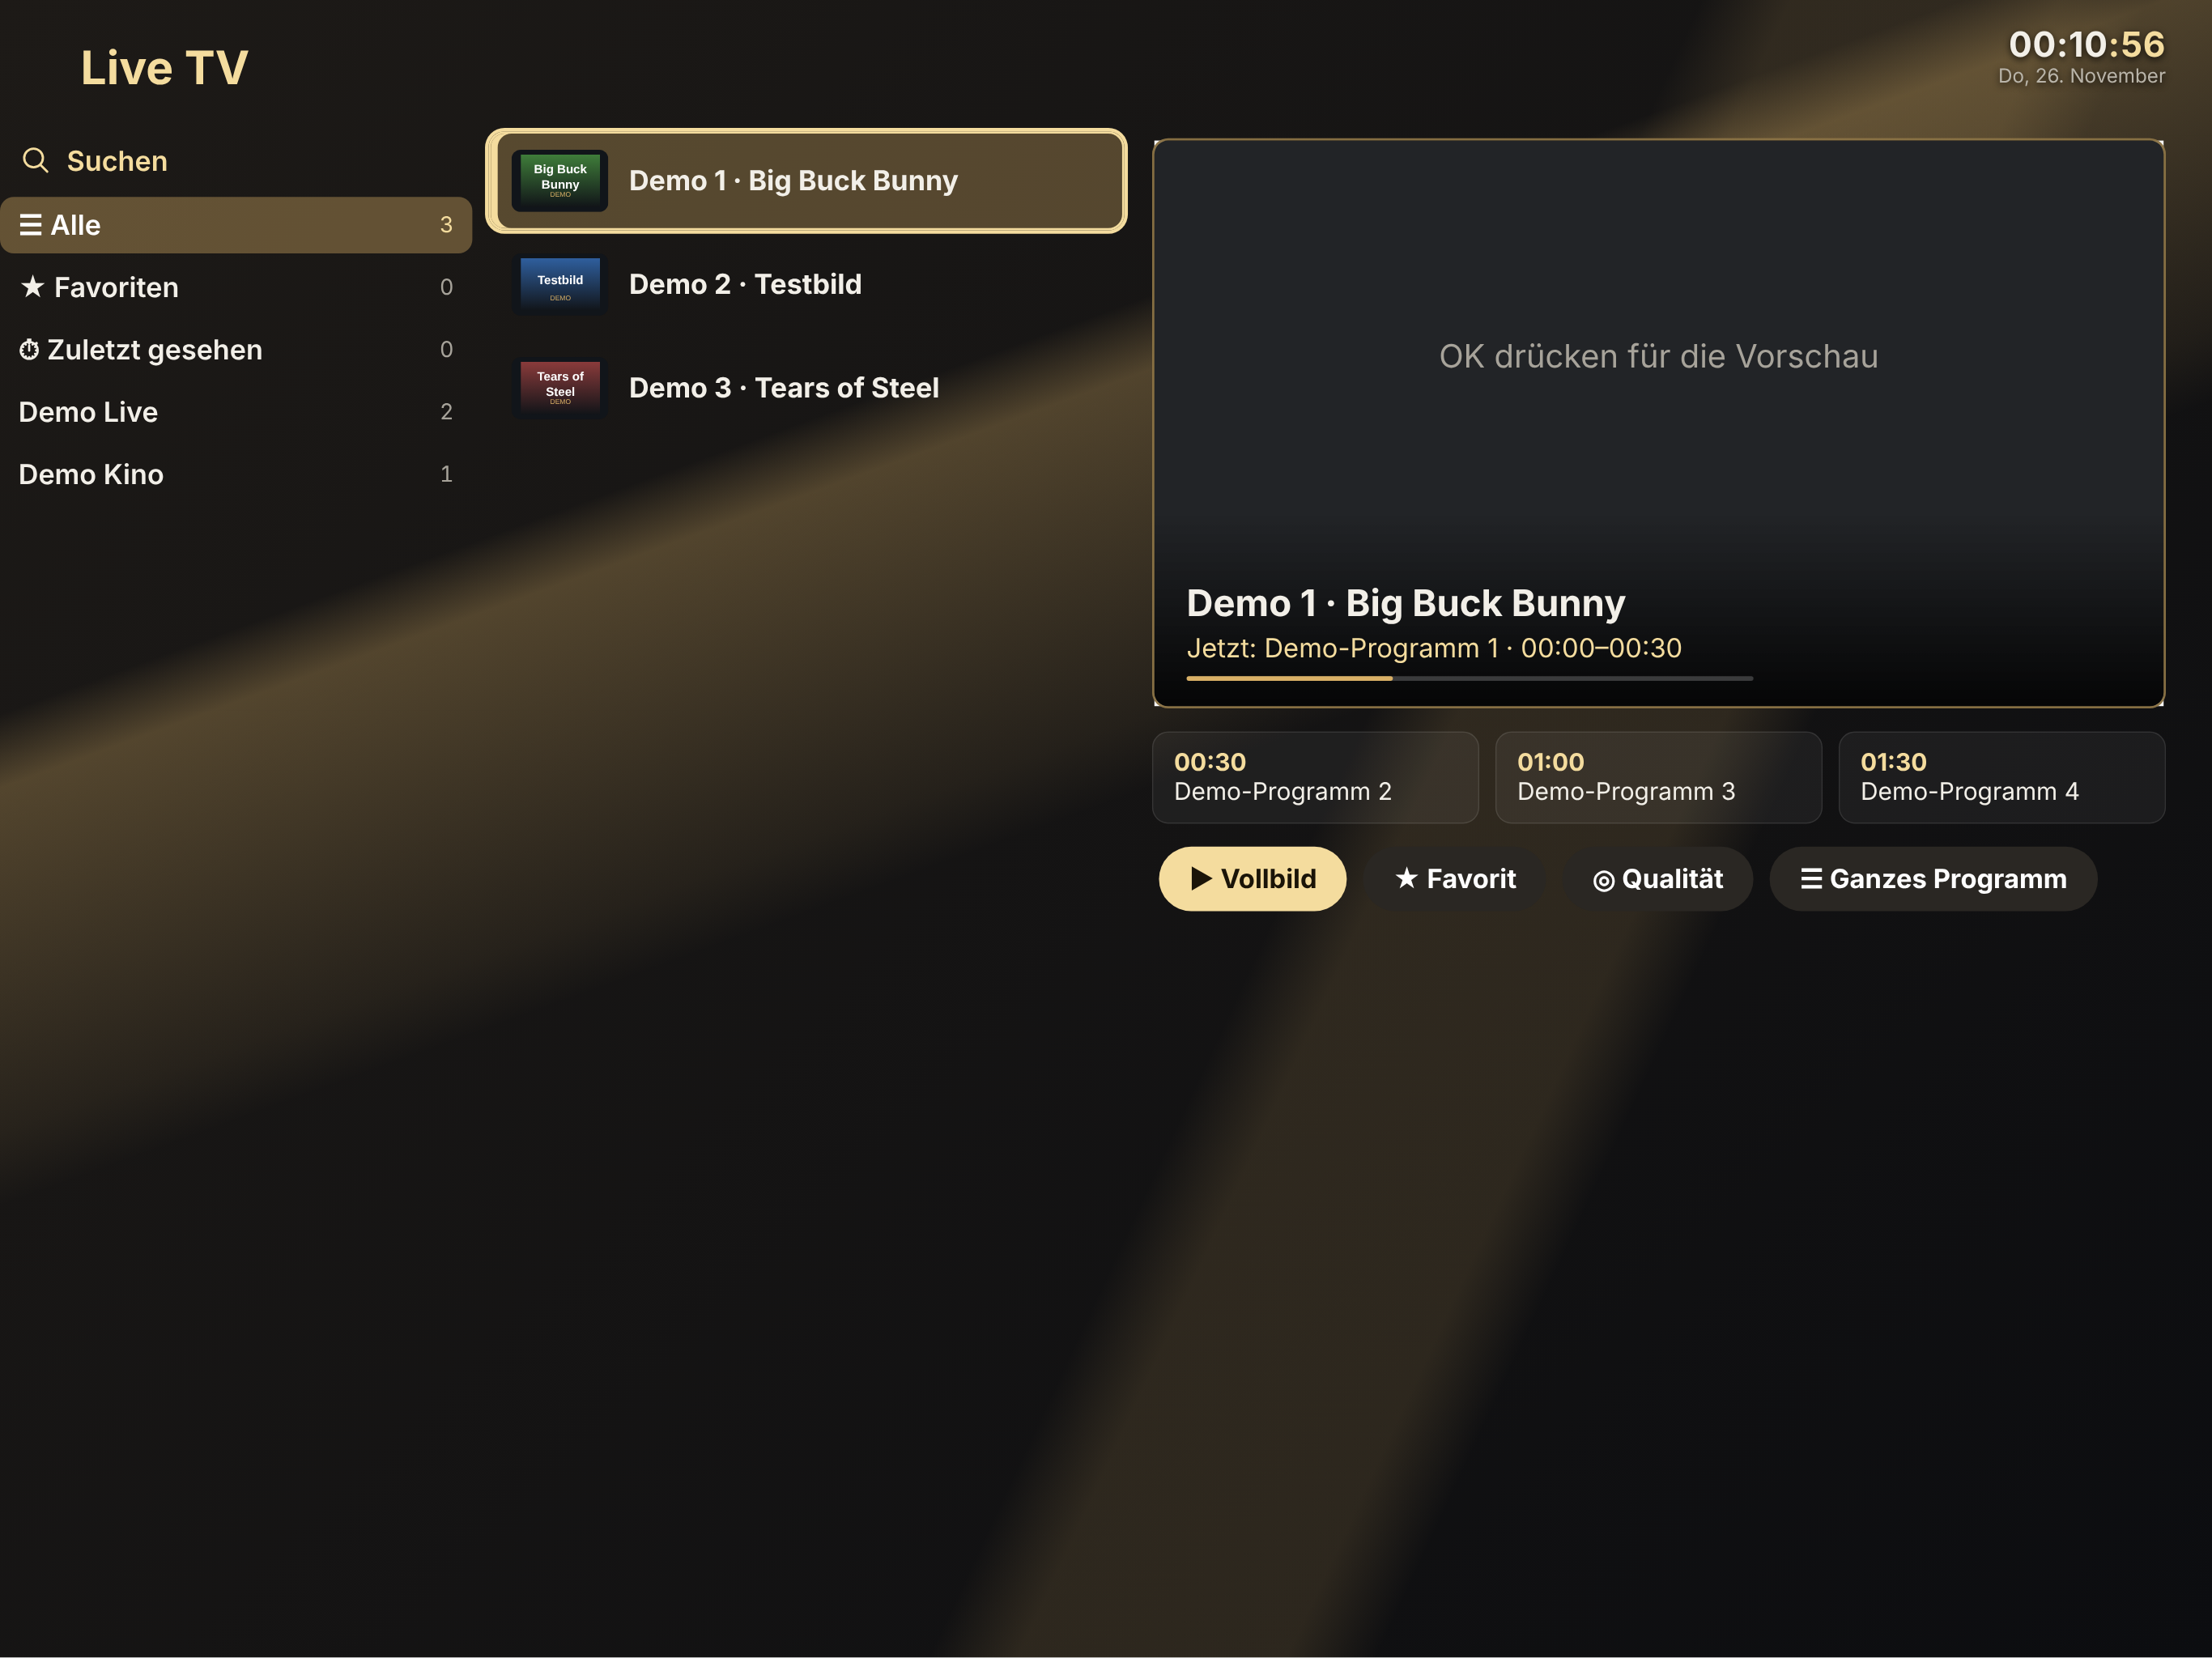 Live TV
00:10:56
Do, 26. November
Suchen
☰ Alle 3
★ Favoriten 0
⏱ Zuletzt gesehen 0
Demo Live 2
Demo Kino 1
Big Buck
Bunny
DEMO
Demo 1 · Big Buck Bunny
Testbild
DEMO
Demo 2 · Testbild
Tears of
Steel
DEMO
Demo 3 · Tears of Steel
OK drücken für die Vorschau
Demo 1 · Big Buck Bunny
Jetzt: Demo-Programm 1 · 00:00–00:30
00:30
Demo-Programm 2
01:00
Demo-Programm 3
01:30
Demo-Programm 4
▶ Vollbild
★ Favorit
◎ Qualität
☰ Ganzes Programm